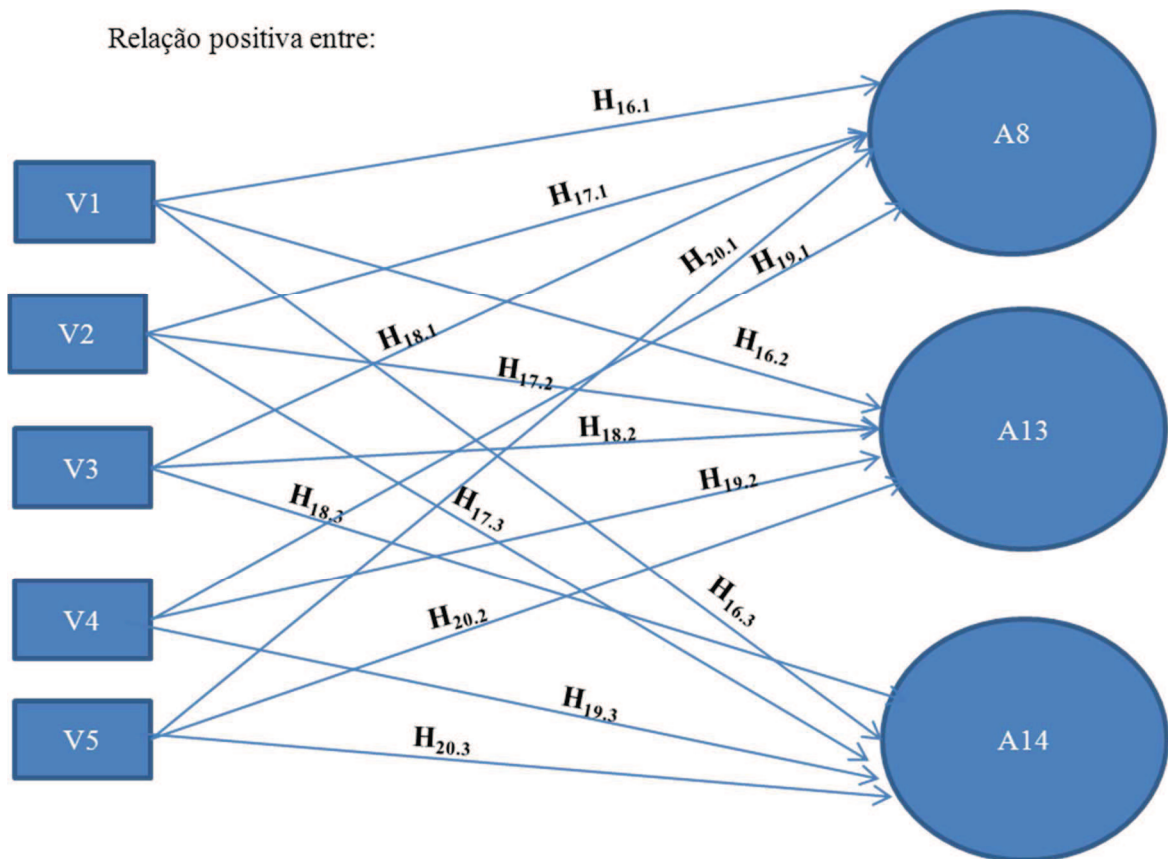 Relação positiva entre:
H16.1
A8
V1
H17.1
H20.1
H19.1
V2
H18.1
H16.2
H17.2
V3
H18.2
A13
H19.2
H18.3
H17.3
V4
H20.2
H16.3
H19.3
V5
H20.3
A14